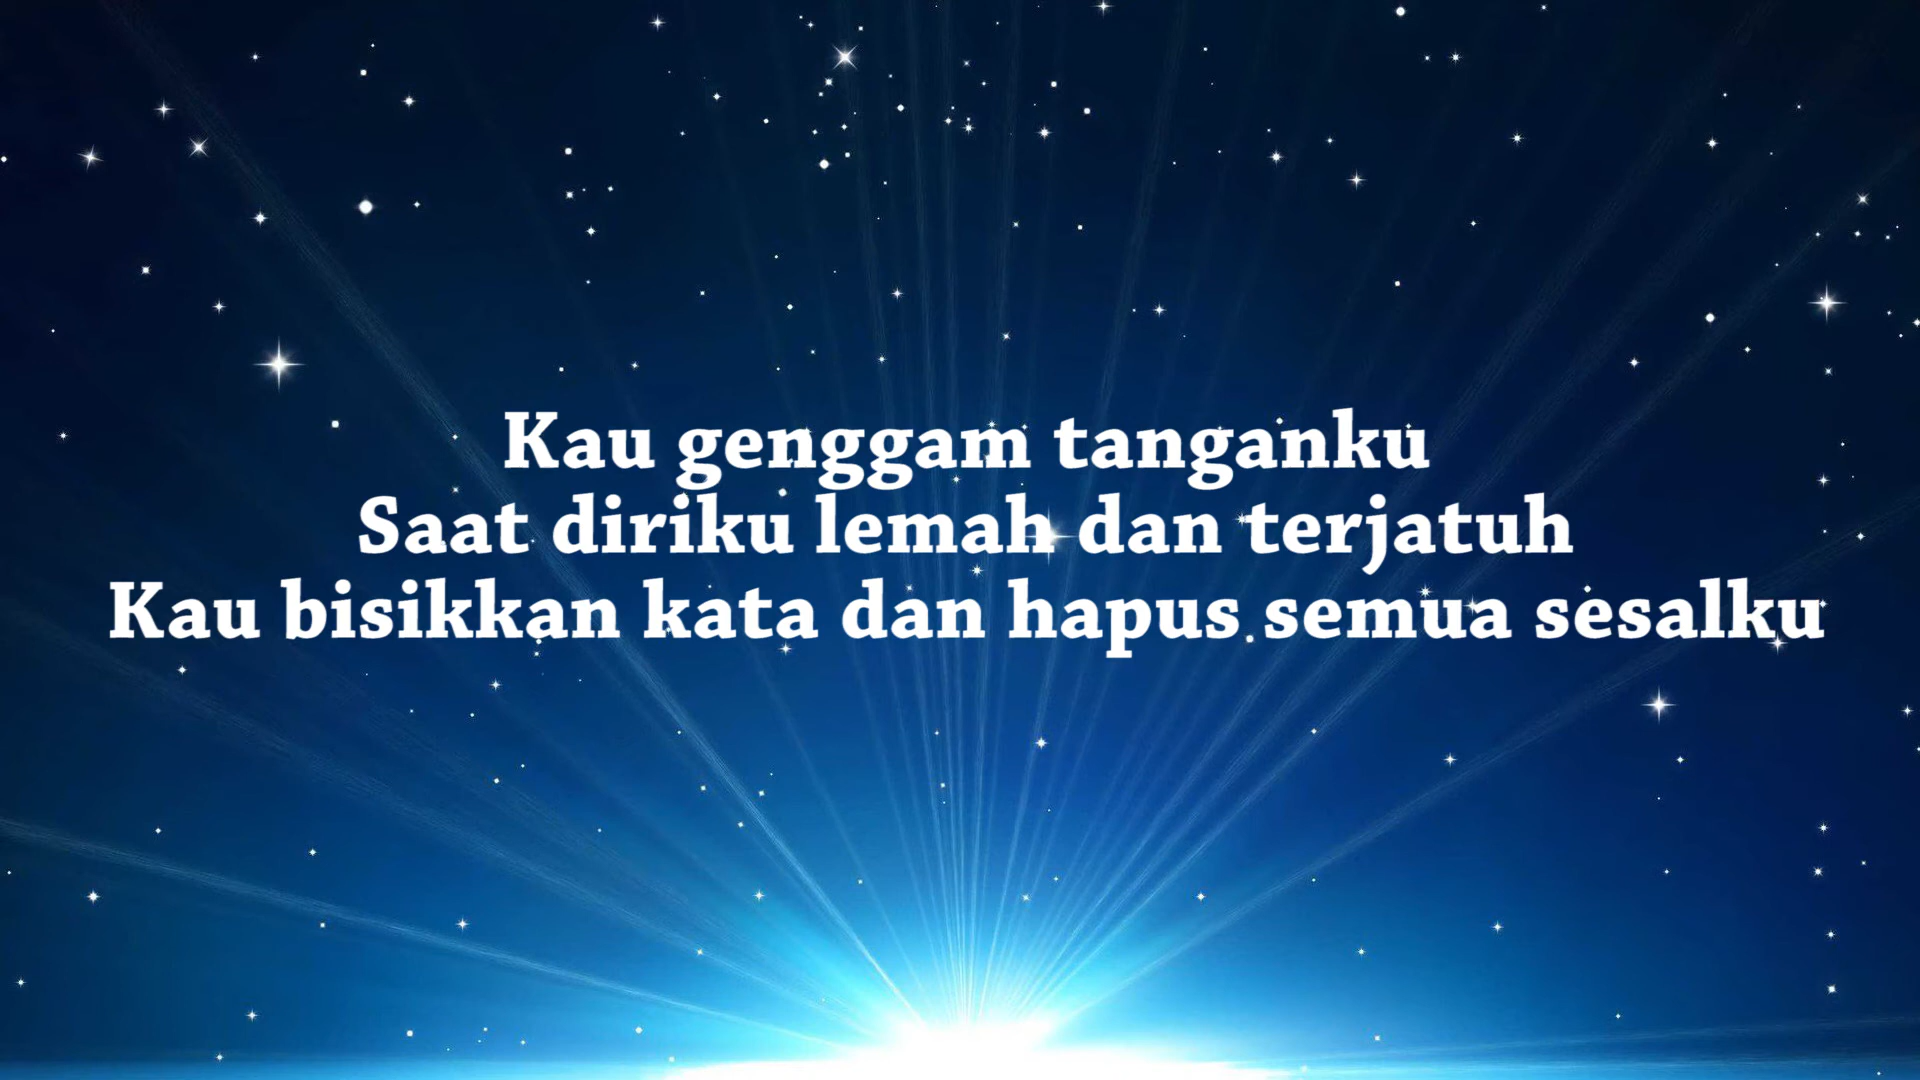 Kau genggam tanganku
Saat diriku lemah dan terjatuh
Kau bisikkan kata dan hapus semua sesalku